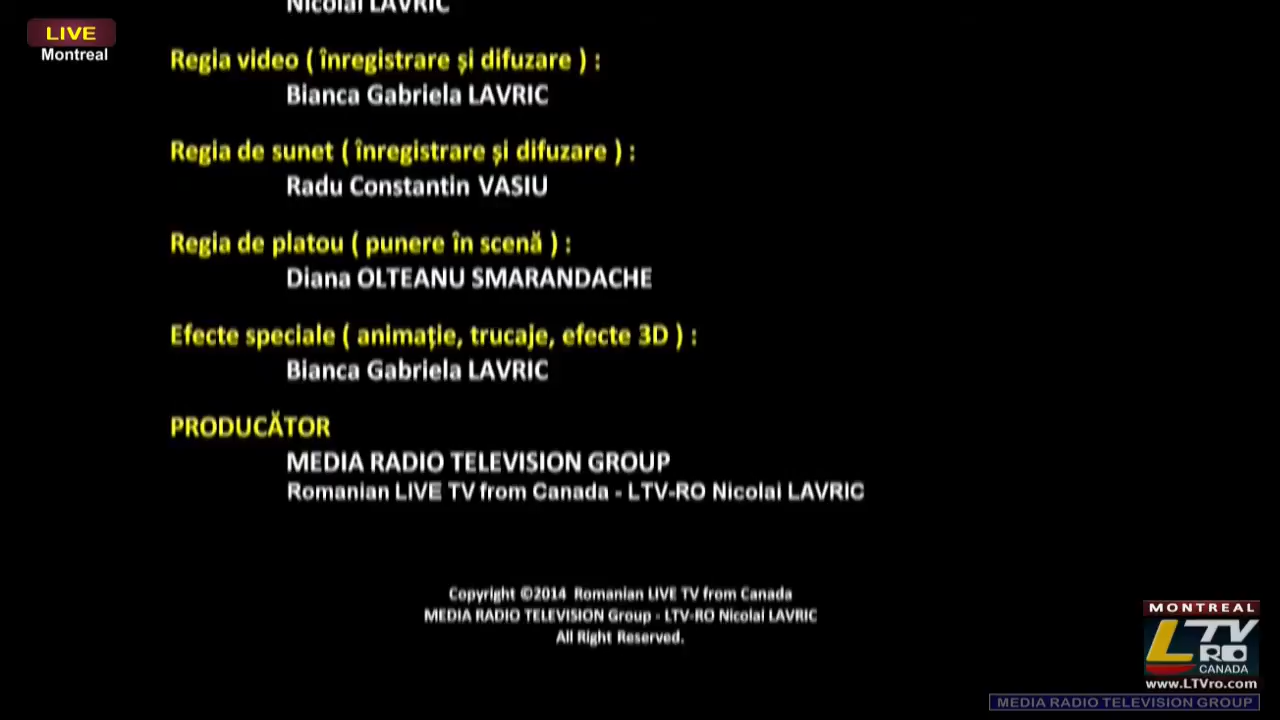 LIVE
Montreal
Nicolai LAVRIC
Regia video ( înregistrare și difuzare ) :
Bianca Gabriela LAVRIC
Regia de sunet ( înregistrare și difuzare ) :
Radu Constantin VASIU
Regia de platou ( punere în scenă ) :
Diana OLTEANU SMARANDACHE
Efecte speciale ( animație, trucaje, efecte 3D ) :
Bianca Gabriela LAVRIC
PRODUCĂTOR
MEDIA RADIO TELEVISION GROUP
Romanian LIVE TV from Canada - LTV-RO Nicolai LAVRIC
Copyright ©2014 Romanian LIVE TV from Canada
MEDIA RADIO TELEVISION Group - LTV-RO Nicolai LAVRIC
All Right Reserved.
MONTREAL
LTV
RO
CANADA
www.LTVro.com
MEDIA RADIO TELEVISION GROUP